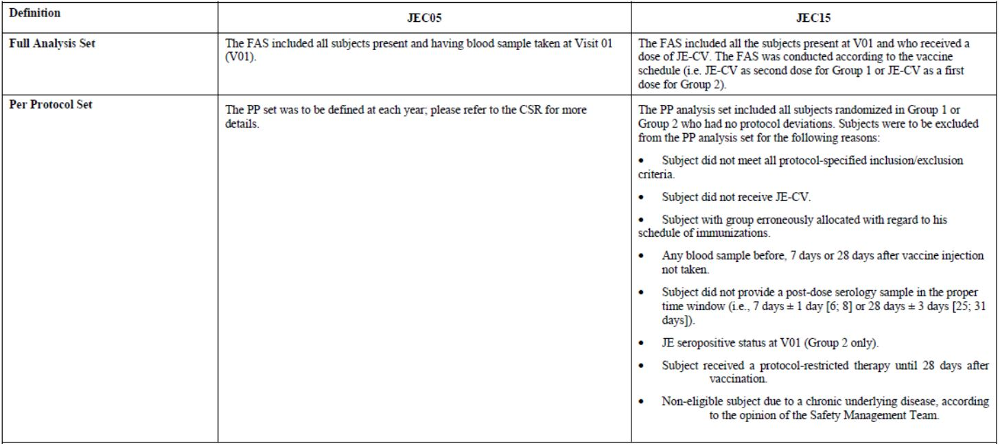 Definition
JEC05
JEC15
Full Analysis Set
The FAS included all subjects present and having blood sample taken at Visit 01
(V01).
The FAS included all the subjects present at V01 and who received a
dose of JE-CV. The FAS was conducted according to the vaccine
schedule (i.e. JE-CV as second dose for Group 1 or JE-CV as a first
dose for Group 2).
Per Protocol Set
The PP set was to be defined at each year; please refer to the CSR for more
details.
The PP analysis set included all subjects randomized in Group 1 or
Group 2 who had no protocol deviations. Subjects were to be excluded
from the PP analysis set for the following reasons:
• Subject did not meet all protocol-specified inclusion/exclusion
criteria.
• Subject did not receive JE-CV.
• Subject with group erroneously allocated with regard to his
schedule of immunizations.
• Any blood sample before, 7 days or 28 days after vaccine injection
not taken.
• Subject did not provide a post-dose serology sample in the proper
time window (i.e., 7 days ± 1 day [6; 8] or 28 days ± 3 days [25; 31
days]).
• JE seropositive status at V01 (Group 2 only).
• Subject received a protocol-restricted therapy until 28 days after
vaccination.
• Non-eligible subject due to a chronic underlying disease, according
to the opinion of the Safety Management Team.